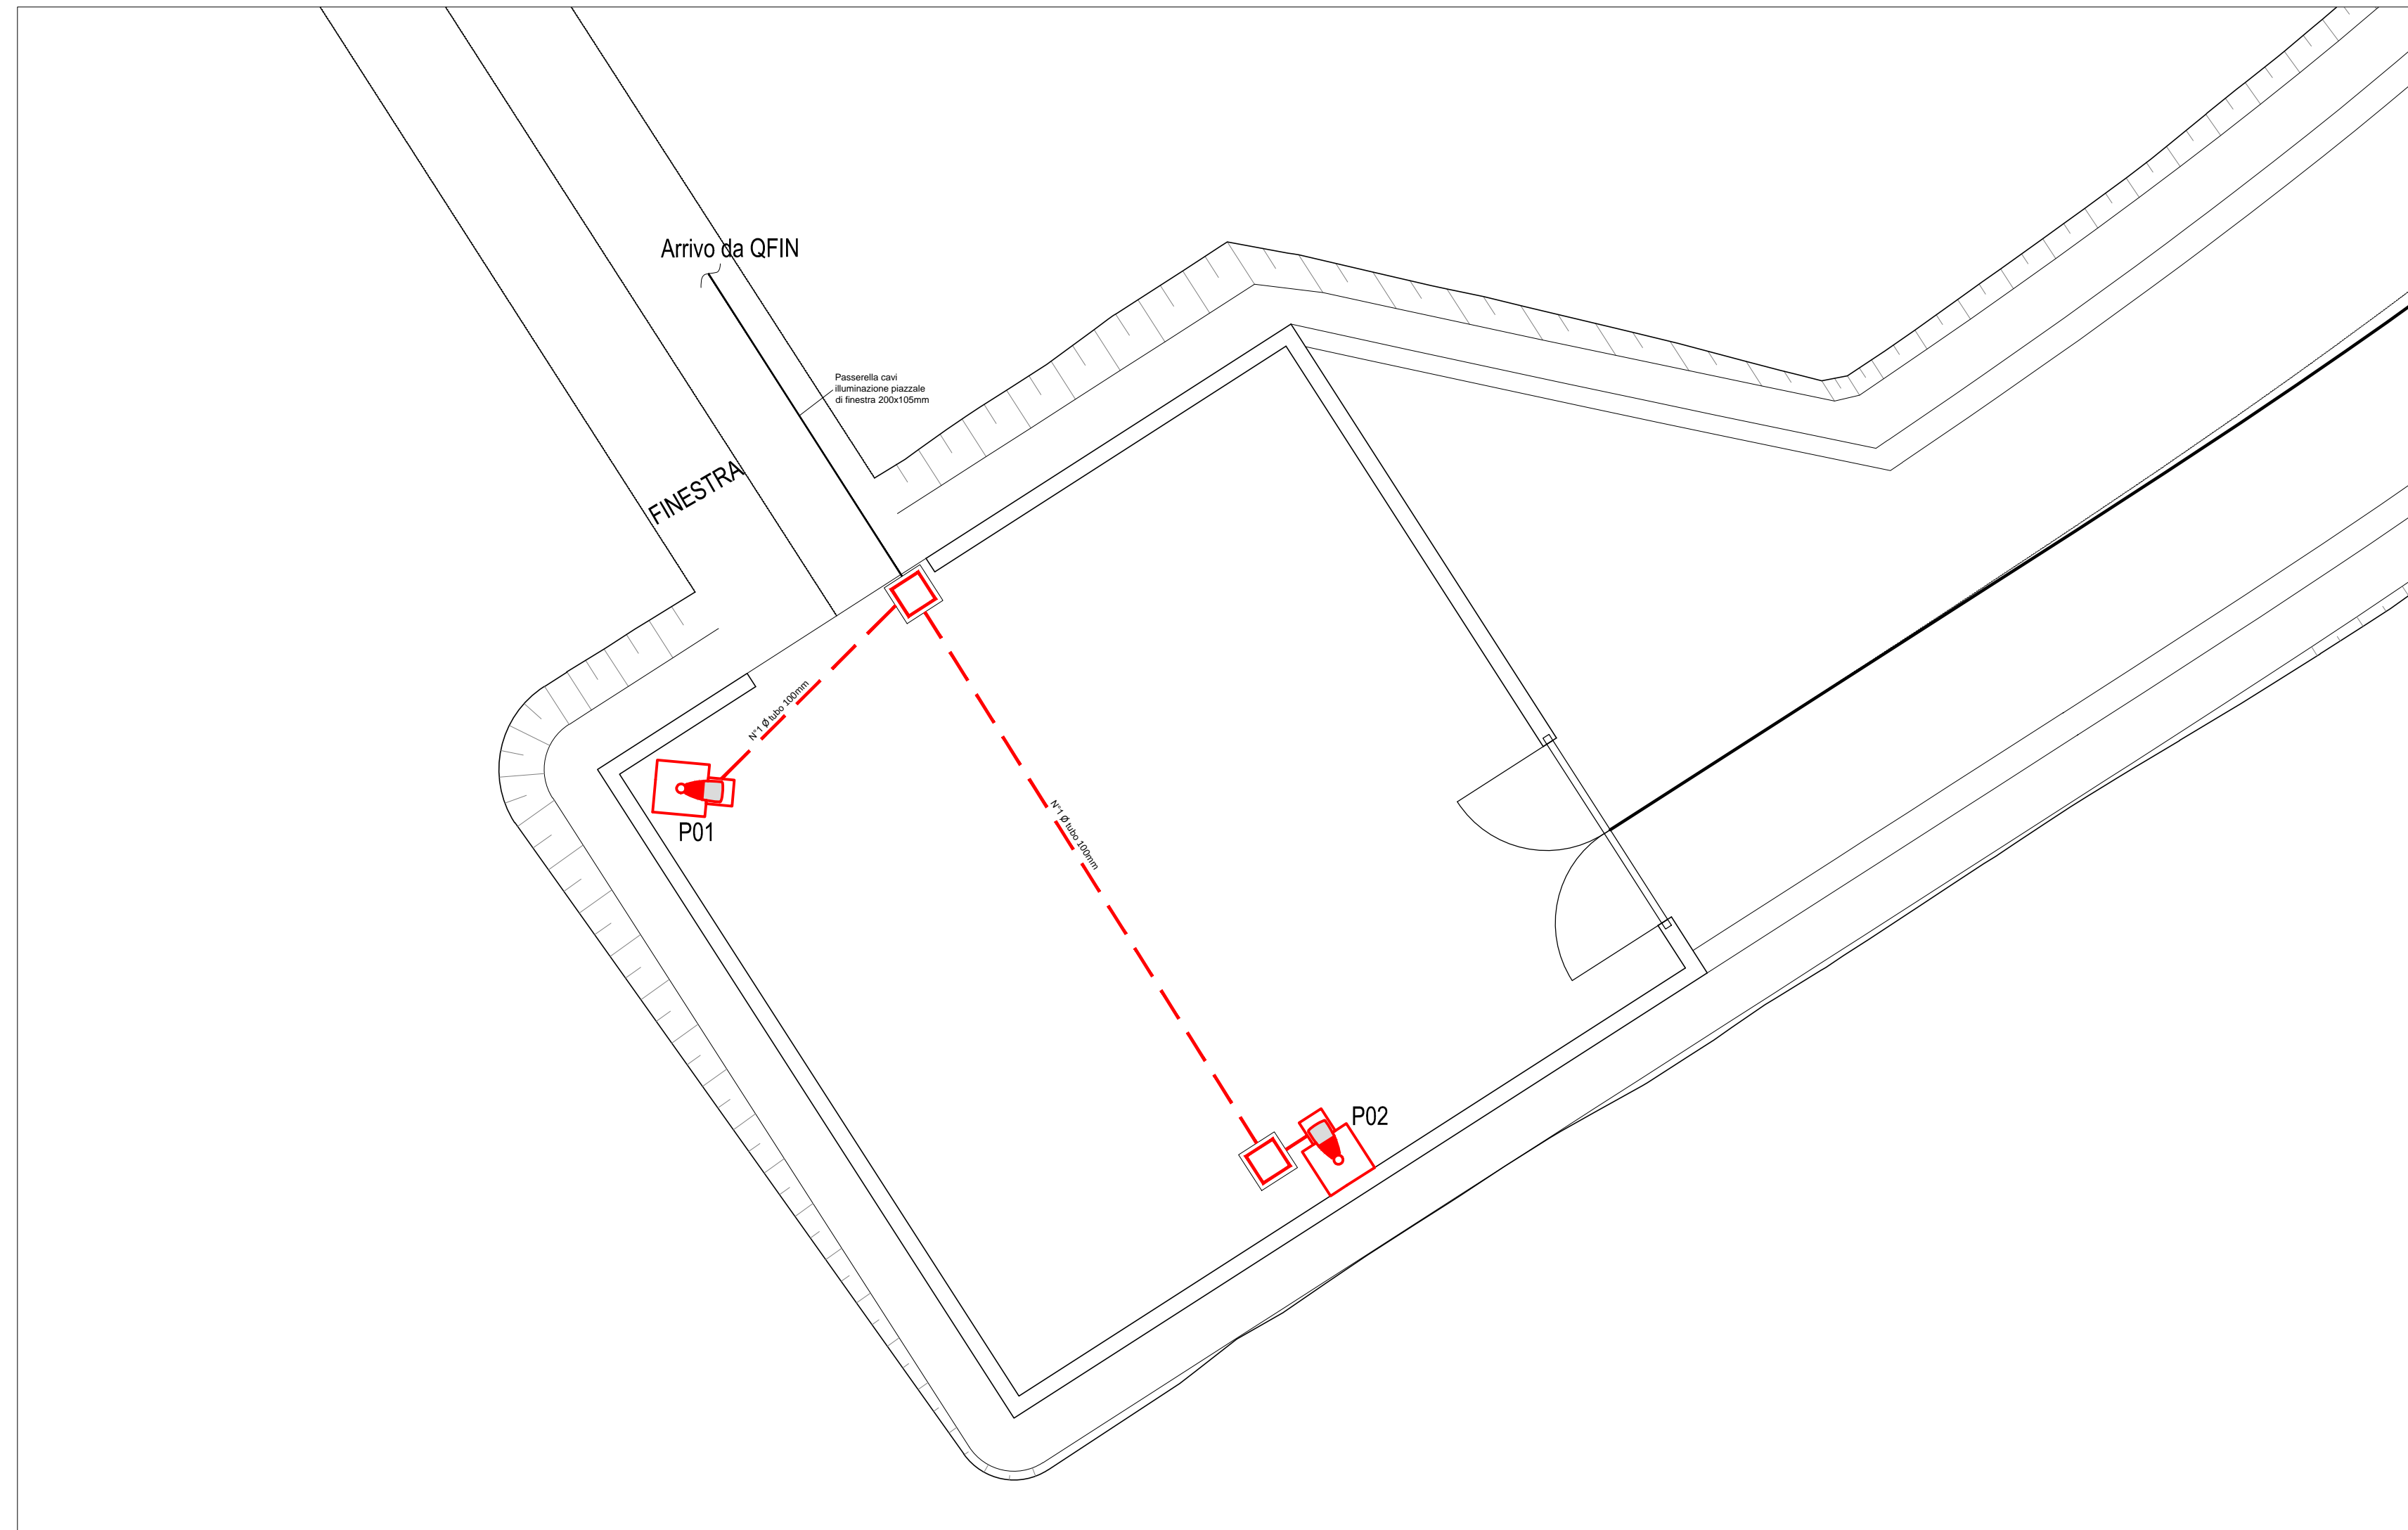 Arrivo da QFIN
Passerella cavi
illuminazione piazzale
di finestra 200x105mm
FINESTRA
N°1 Ø tubo 100mm
P01
N°1 Ø tubo 100mm
P02